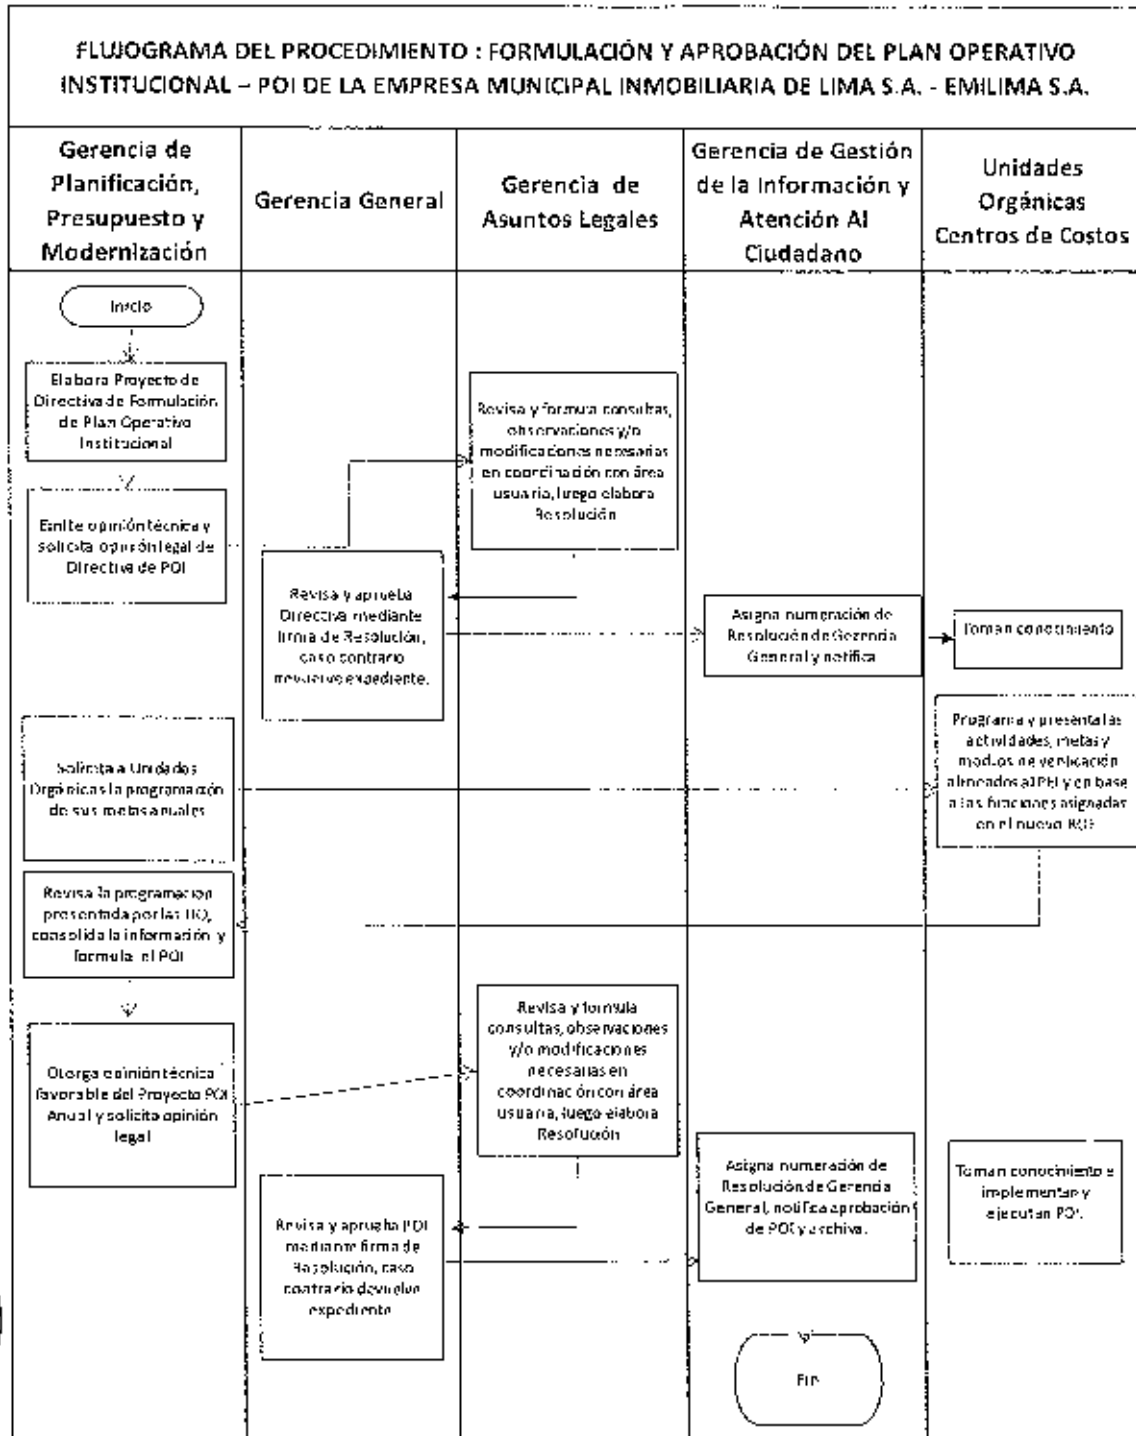 FLUJOGRAMA DEL PROCEDIMIENTO : FORMULACIÓN Y APROBACIÓN DEL PLAN OPERATIVO
INSTITUCIONAL – POI DE LA EMPRESA MUNICIPAL INMOBILIARIA DE LIMA S.A. - EMILIMA S.A.
Gerencia de
Planificación,
Presupuesto y
Modernización
Gerencia General
Gerencia de
Asuntos Legales
Gerencia de Gestión
de la Información y
Atención Al
Ciudadano
Unidades
Orgánicas
Centros de Costos
Inicio
Elabora Proyecto de
Directiva de Formulación
de Plan Operativo
Institucional
Revisa y formula consultas,
observaciones y/o
modificaciones necesarias
en coordinación con área
usuaria, luego elabora
Resolución
Emite opinión técnica y
solicita opinión legal de
Directiva de POI
Revisa y aprueba
Directiva mediante
firma de Resolución,
caso contrario
devuelve expediente.
Asigna numeración de
Resolución de Gerencia
General y notifica
Toman conocimiento
Solicita a Unidades
Orgánicas la programación
de sus metas anuales
Programa y presenta las
actividades, metas y
medios de verificación
alineados al PEI y en base
a las funciones asignadas
en el nuevo ROF
Revisa la programación
presentada por las UO,
consolida la información y
formula el POI
Revisa y formula
consultas, observaciones
y/o modificaciones
necesarias en
coordinación con área
usuaria, luego elabora
Resolución
Otorga opinión técnica
favorable del Proyecto POI
Anual y solicita opinión
legal
Asigna numeración de
Resolución de Gerencia
General, notifica aprobación
de POI y archiva.
Toman conocimiento e
implementan y
ejecutan POI.
Revisa y aprueba POI
mediante firma de
Resolución, caso
contrario devuelve
expediente
Fin